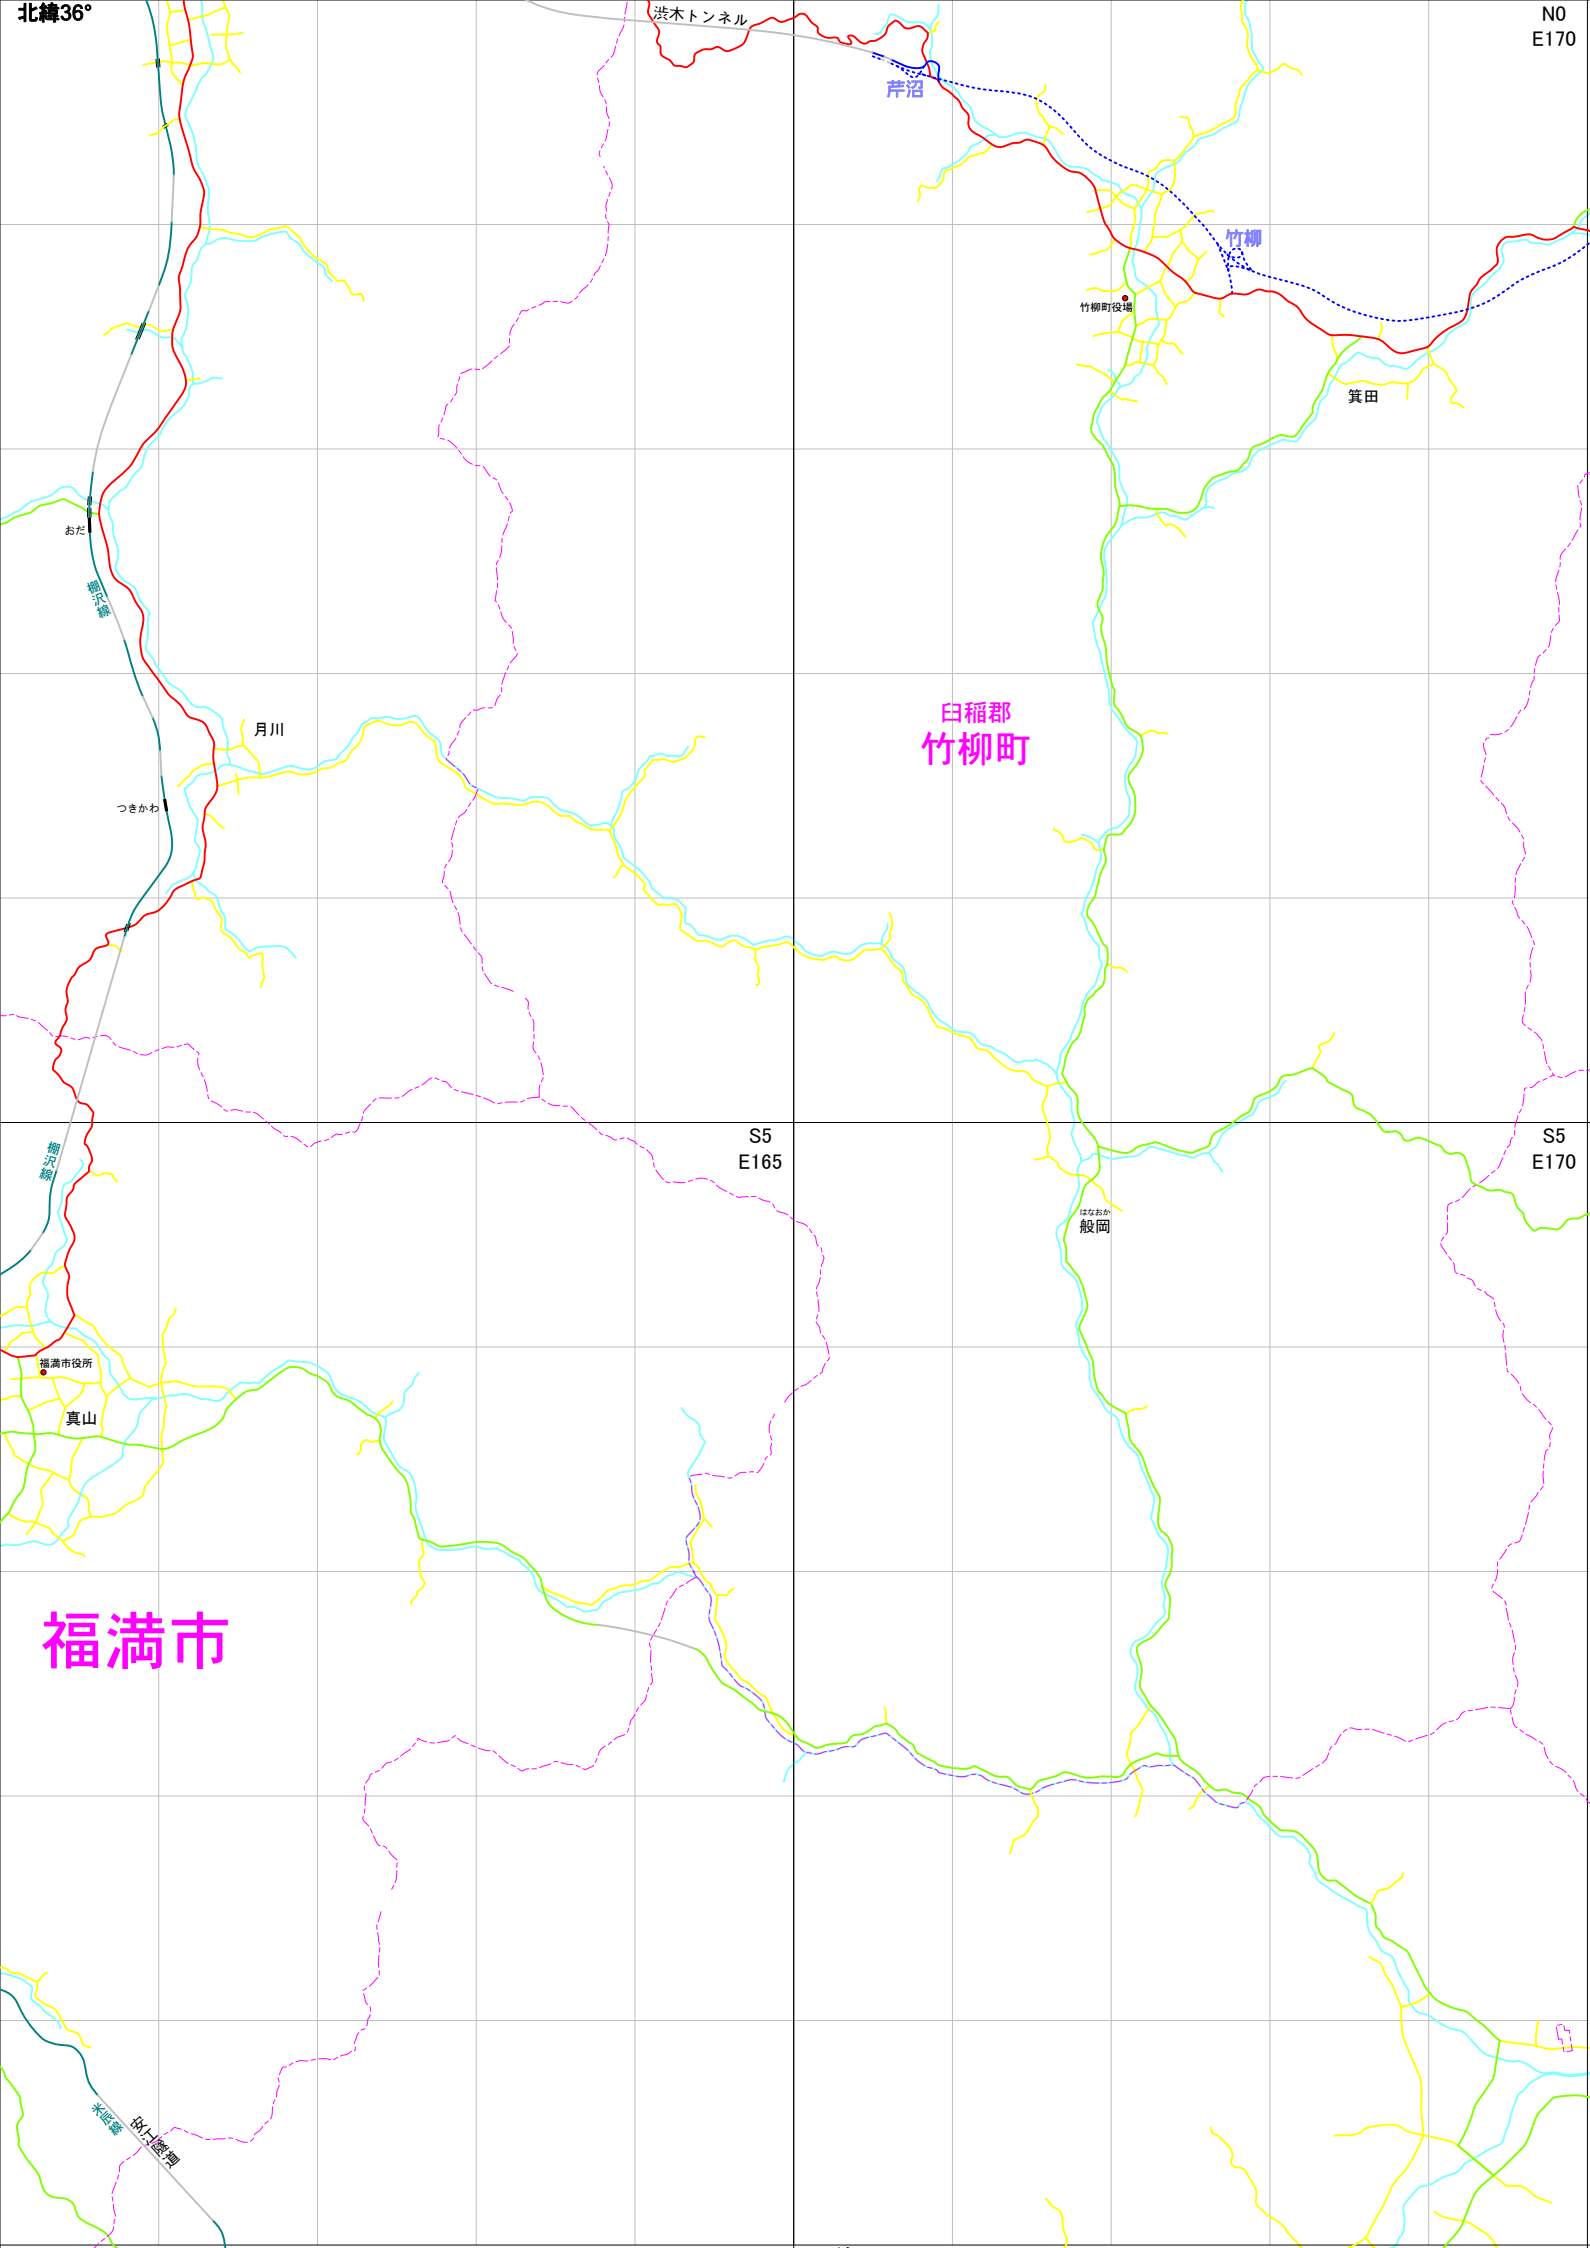 北緯36°
渋木トンネル
N0
E170
芹沼
竹柳
竹柳町役場
箕田
おだ
棚沢線
臼稲郡
竹柳町
月川
つきかわ
棚沢線
S5
E165
S5
E170
はなおか
般岡
福満市役所
真山
福満市
米辰線
安江隧道